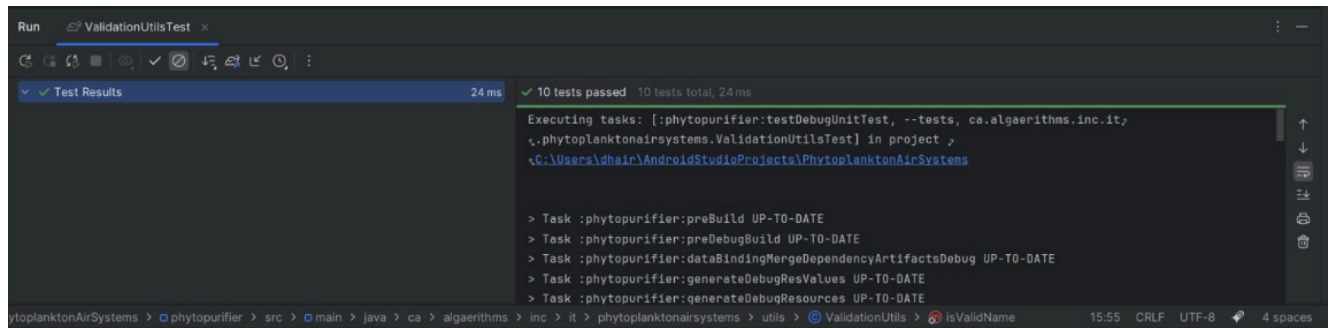 Run ValidationUtilsTest ×
Test Results 24 ms
✓ 10 tests passed 10 tests total, 24 ms
Executing tasks: [:phytopurifier:testDebugUnitTest, --tests, ca.algaerithms.inc.it
.phytoplanktonairsystems.ValidationUtilsTest] in project
C:\Users\dhair\AndroidStudioProjects\PhytoplanktonAirSystems
> Task :phytopurifier:preBuild UP-TO-DATE
> Task :phytopurifier:preDebugBuild UP-TO-DATE
> Task :phytopurifier:dataBindingMergeDependencyArtifactsDebug UP-TO-DATE
> Task :phytopurifier:generateDebugResValues UP-TO-DATE
> Task :phytopurifier:generateDebugResources UP-TO-DATE
ytoplanktonAirSystems > phytopurifier > src > main > java > ca > algaerithms > inc > it > phytoplanktonairsystems > utils > ValidationUtils > isValidName 15:55 CRLF UTF-8 4 spaces